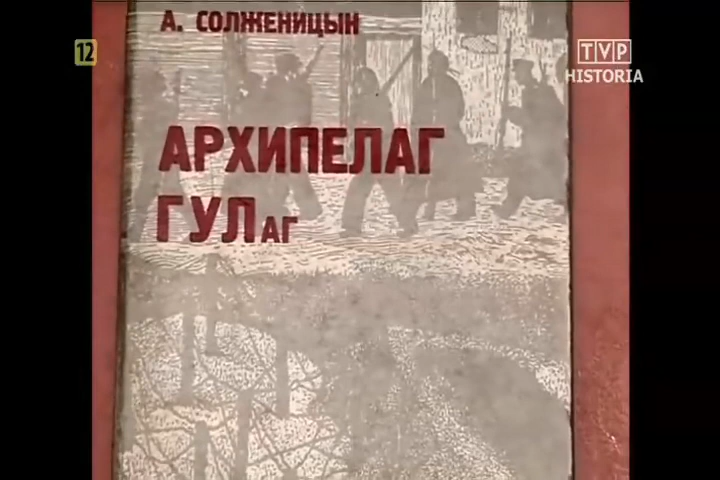 А. СОЛЖЕНИЦЫН
12
TVP
HISTORIA
АРХИПЕЛАГ
ГУЛаг